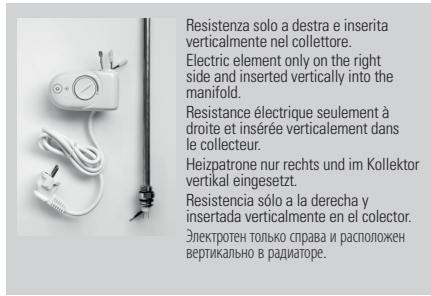 Resistenza solo a destra e inserita
verticalmente nel collettore.
Electric element only on the right
side and inserted vertically into the
manifold.
Resistance électrique seulement à
droite et insérée verticalement dans
le collecteur.
Heizpatrone nur rechts und im Kollektor
vertikal eingesetzt.
Resistencia sólo a la derecha y
insertada verticalmente en el colector.
Электротен только справа и расположен
вертикально в радиаторе.